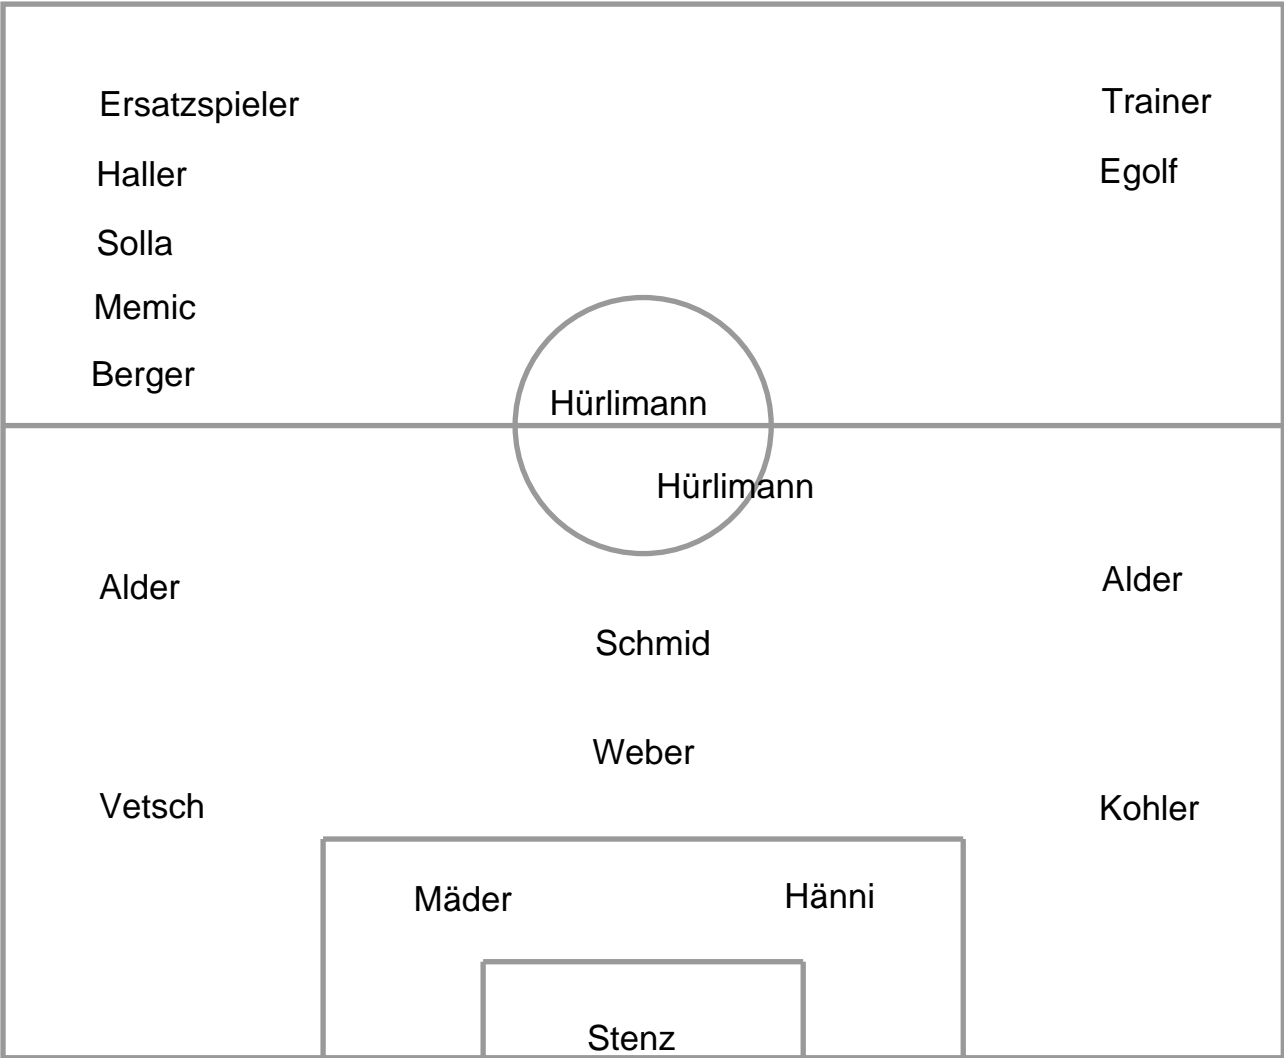 Ersatzspieler
Trainer
Haller
Egolf
Solla
Memic
Berger
Hürlimann
Hürlimann
Alder
Alder
Schmid
Weber
Vetsch
Kohler
Mäder
Hänni
Stenz